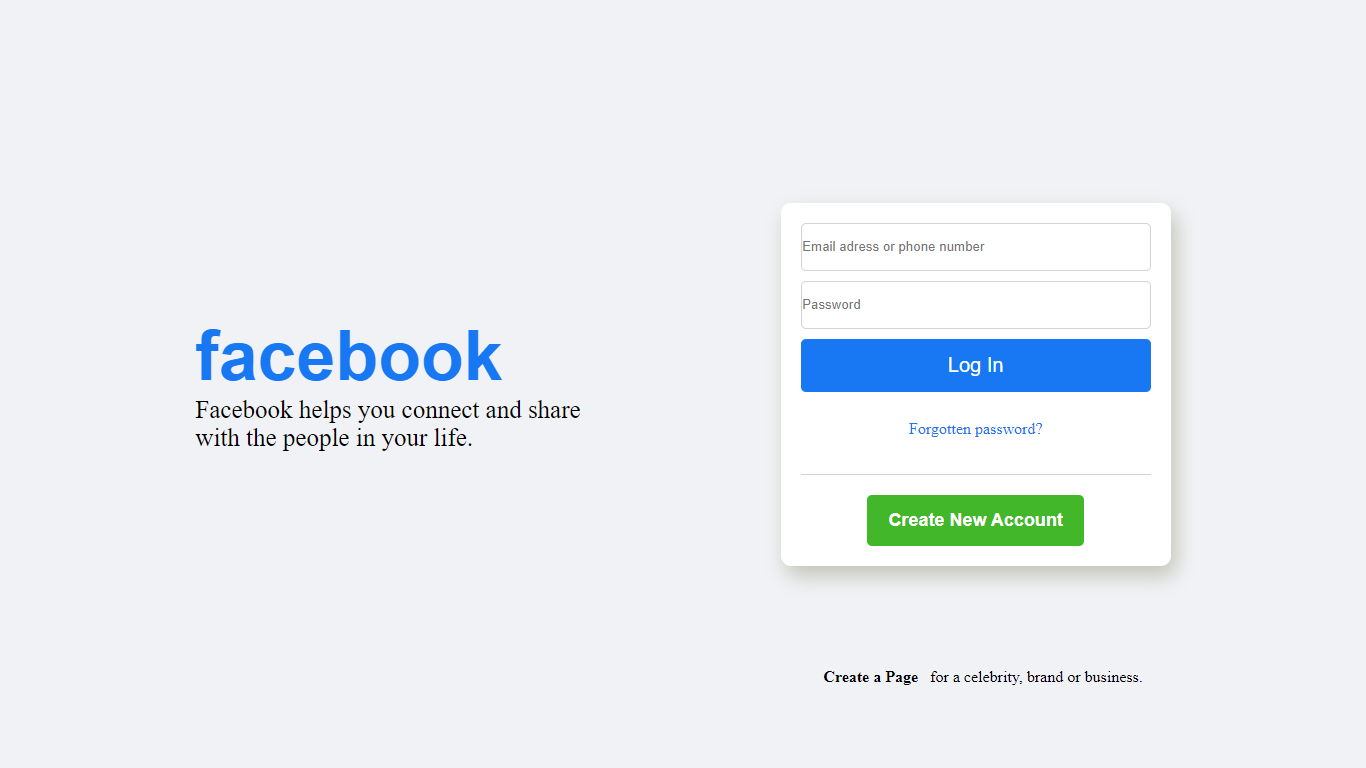 facebook
Facebook helps you connect and share
with the people in your life.
Email adress or phone number
Password
Log In
Forgotten password?
Create New Account
Create a Page for a celebrity, brand or business.